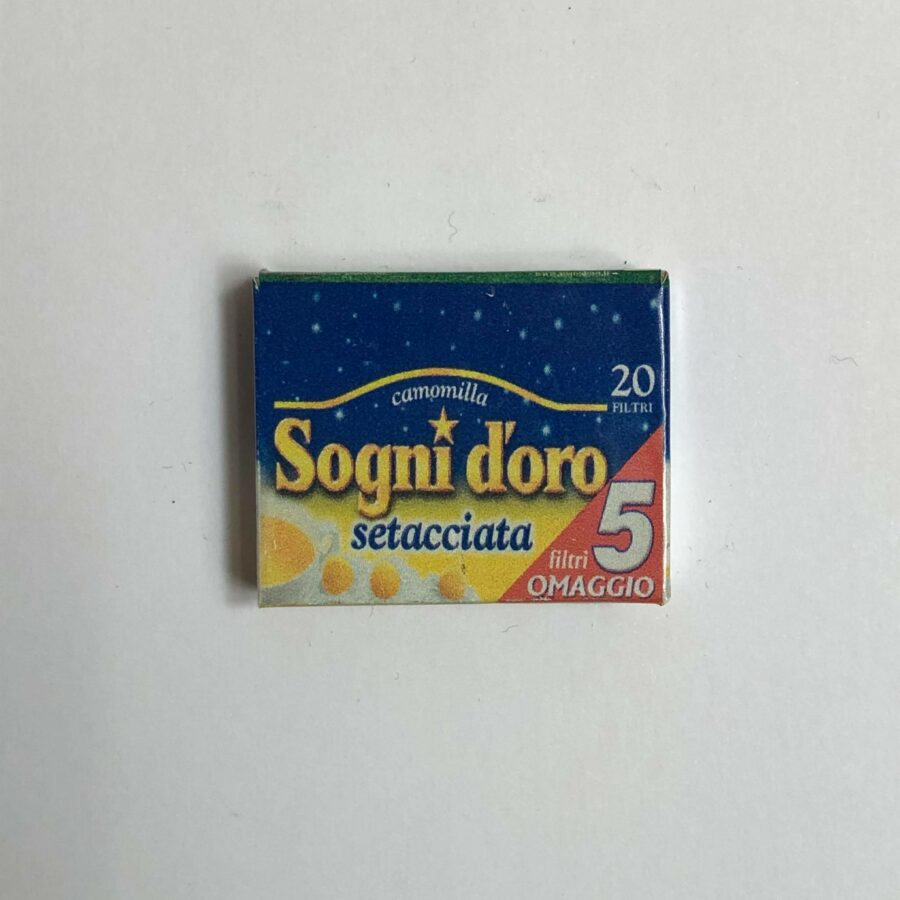 camomilla
20
FILTRI
Sogni d'oro
setacciata
5
filtri
OMAGGIO